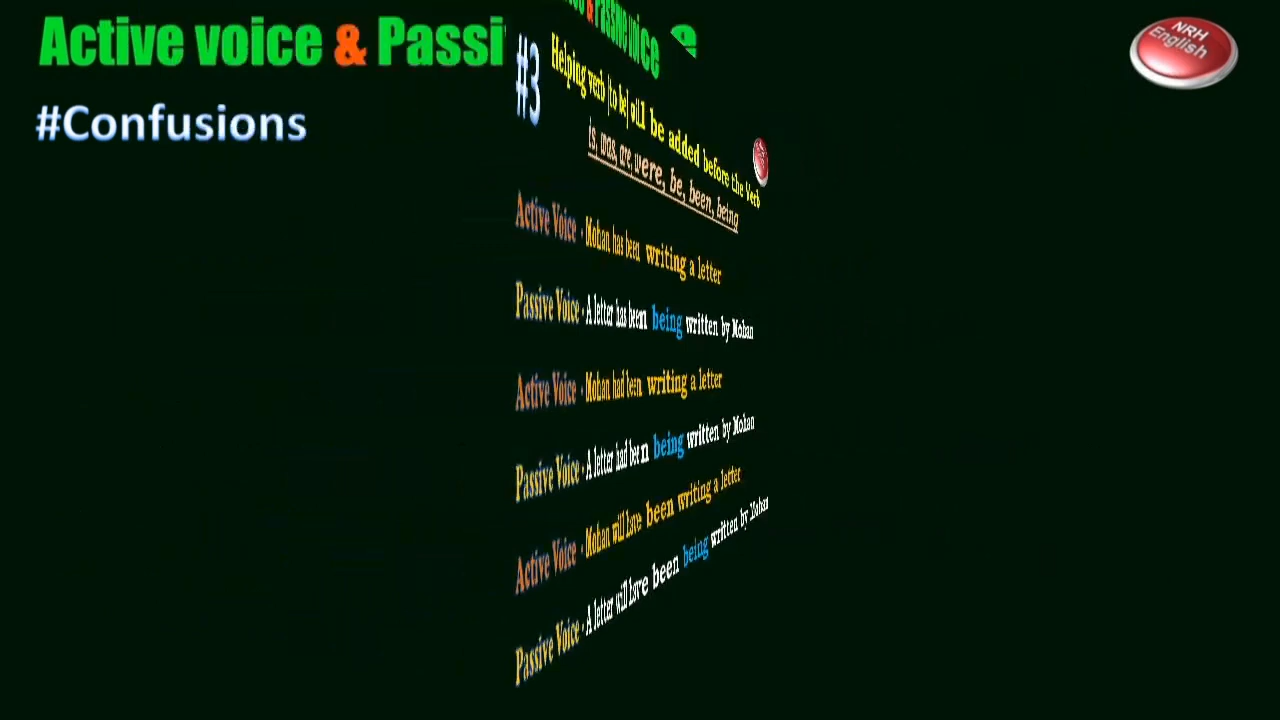 Active voice & Passi e
#Confusions
NRH
English
& Passive voice
#3
Helping verb [to be] will be added before the Verb
is, was, are, were, be, been, being
Active Voice - Mohan has been writing a letter
Passive Voice - A letter has been being written by Mohan
Active Voice - Mohan had been writing a letter
Passive Voice - A letter had been being written by Mohan
Active Voice - Mohan will have been writing a letter
Passive Voice - A letter will have been being written by Mohan